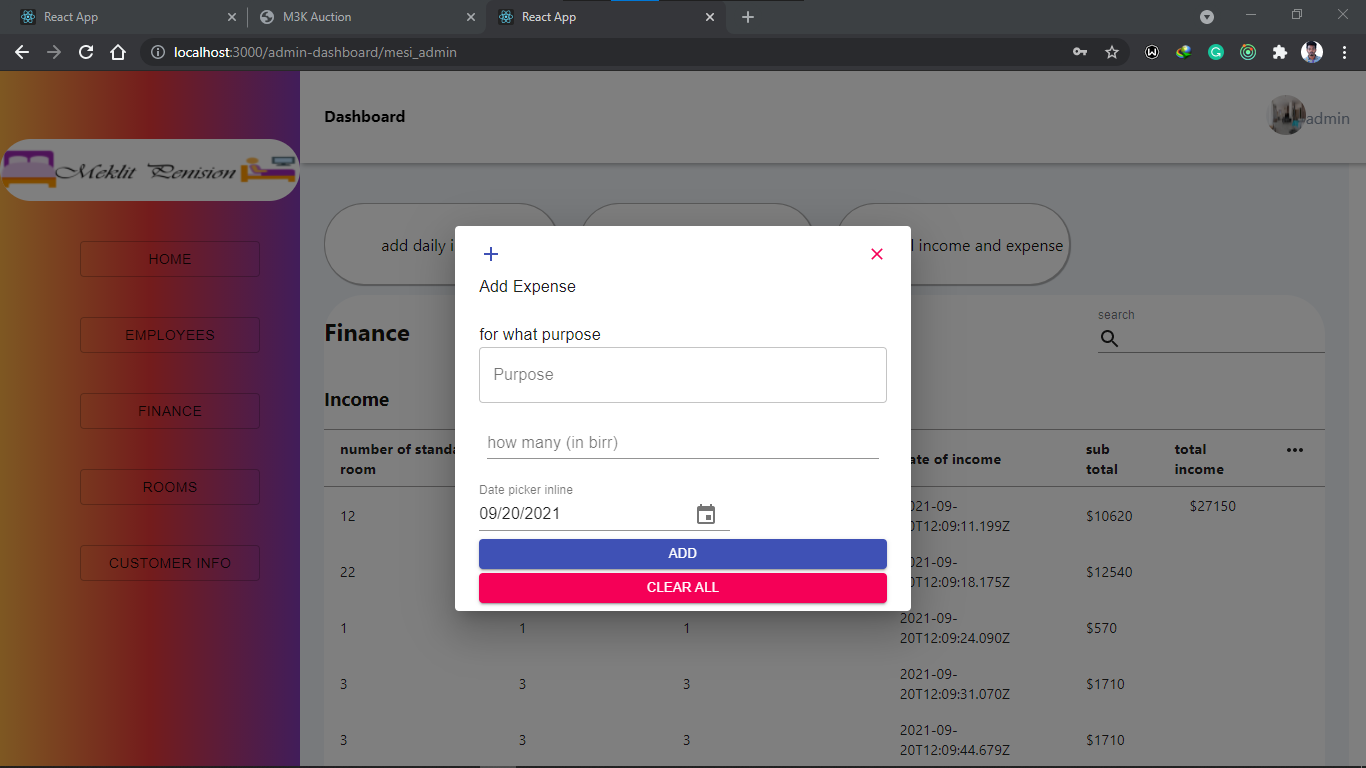 React App
M3K Auction
React App
localhost:3000/admin-dashboard/mesi_admin
Dashboard
admin
Meklit Penision
HOME
EMPLOYEES
FINANCE
ROOMS
CUSTOMER INFO
add daily
income and expense
Finance
search
Income
number of
room
date of income
sub
total
total
income
12
2021-09-
20T12:09:11.199Z
$10620
$27150
22
2021-09-
20T12:09:18.175Z
$12540
1
1
1
2021-09-
20T12:09:24.090Z
$570
3
3
3
2021-09-
20T12:09:31.070Z
$1710
3
3
3
2021-09-
20T12:09:44.679Z
$1710
Add Expense
for what purpose
Purpose
how many (in birr)
Date picker inline
09/20/2021
ADD
CLEAR ALL